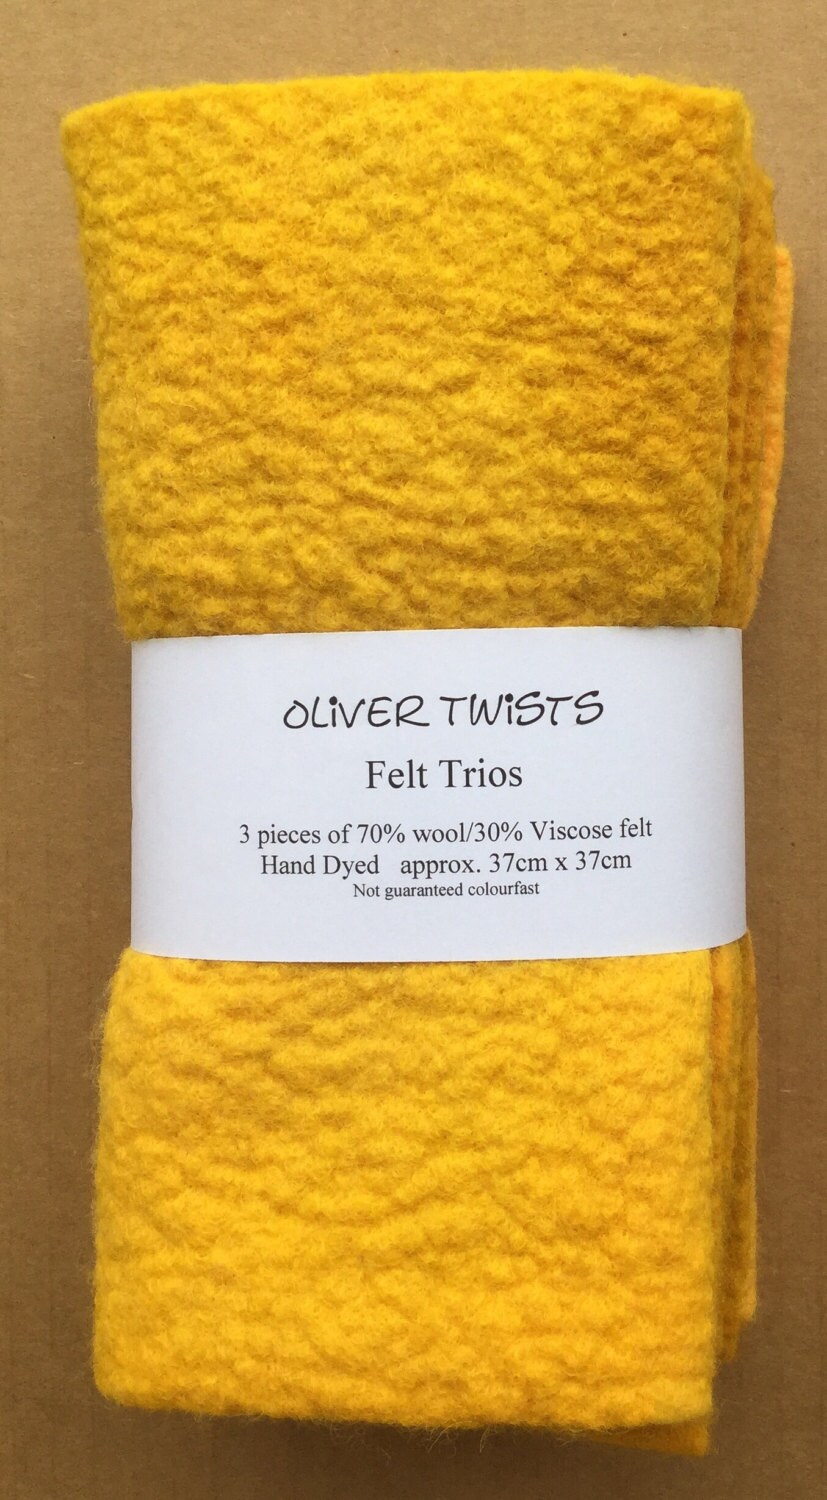 OLiVER TWiSTS
Felt Trios
3 pieces of 70% wool/30% Viscose felt
Hand Dyed approx. 37cm x 37cm
Not guaranteed colourfast